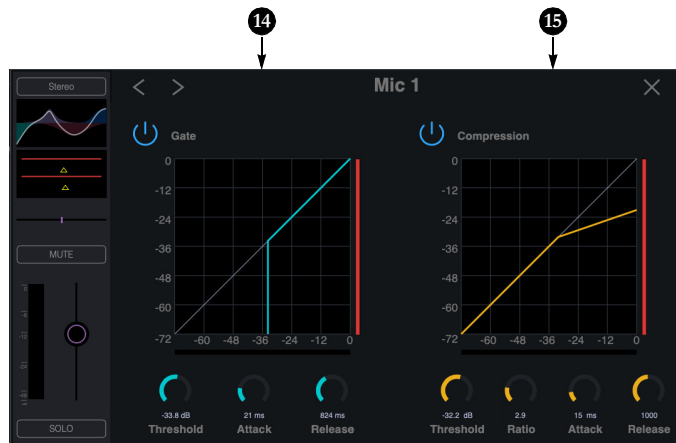 14 15
Stereo
< > Mic 1 ×
Gate Compression
0 0
-12 -12
-24 -24
-36 -36
-48 -48
-60 -60
-72 -60 -48 -36 -24 -12 0 -72 -60 -48 -36 -24 -12 0
MUTE
-33.8 dB 21 ms 824 ms -32.2 dB 2.9 15 ms 1000
Threshold Attack Release Threshold Ratio Attack Release
SOLO